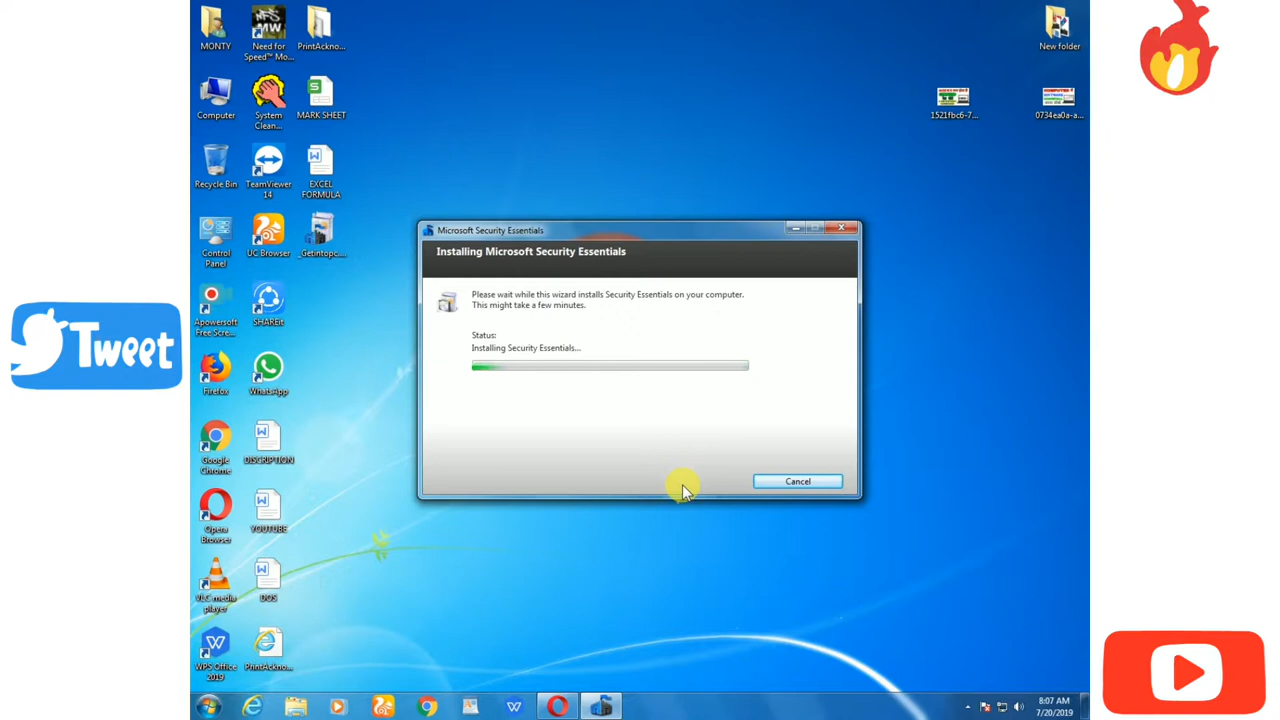 MONTY
Need for
Speed™ Mo...
PrintAckno...
New folder
Computer
System
Clean...
MARK SHEET
1521fbc6-7...
0734ea0a-a...
Recycle Bin
TeamViewer
14
EXCEL
FORMULA
Control
Panel
UC Browser
_Getintopc....
Microsoft Security Essentials
Installing Microsoft Security Essentials
Please wait while this wizard installs Security Essentials on your computer.
This might take a few minutes.
Status:
Installing Security Essentials...
Cancel
Apowersoft
Free Scre...
SHAREit
Tweet
Firefox
WhatsApp
Google
Chrome
DISCRIPTION
Opera
Browser
YOUTUBE
VLC media
player
DOS
WPS Office
2019
PrintAckno...
8:07 AM
7/20/2019